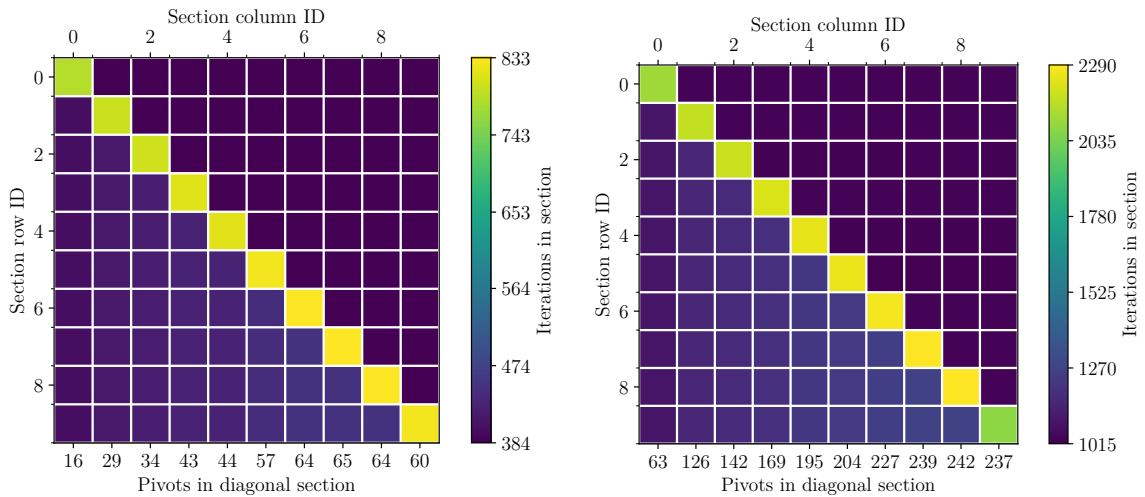 Section column ID
0 2 4 6 8
Section row ID
0
2
4
6
8
16 29 34 43 44 57 64 65 64 60
Pivots in diagonal section
833
743
653
564
474
384
Iterations in section
Section column ID
0 2 4 6 8
Section row ID
0
2
4
6
8
63 126 142 169 195 204 227 239 242 237
Pivots in diagonal section
2290
2035
1780
1525
1270
1015
Iterations in section